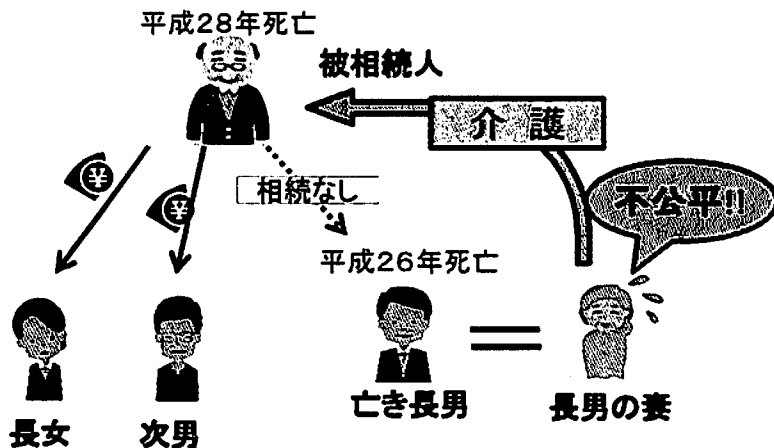 平成28年死亡
被相続人
介護
¥
¥
相続なし
不公平!!
平成26年死亡
長女
次男
亡き長男
長男の妻